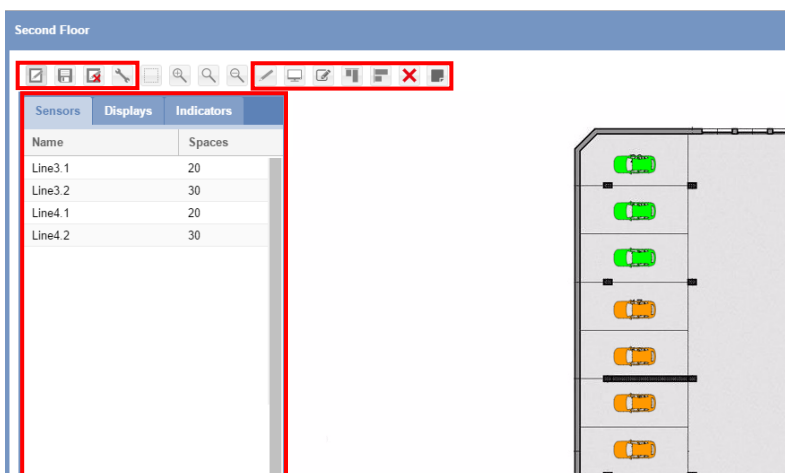 Second Floor
Sensors Displays Indicators
Name Spaces
Line3.1 20
Line3.2 30
Line4.1 20
Line4.2 30